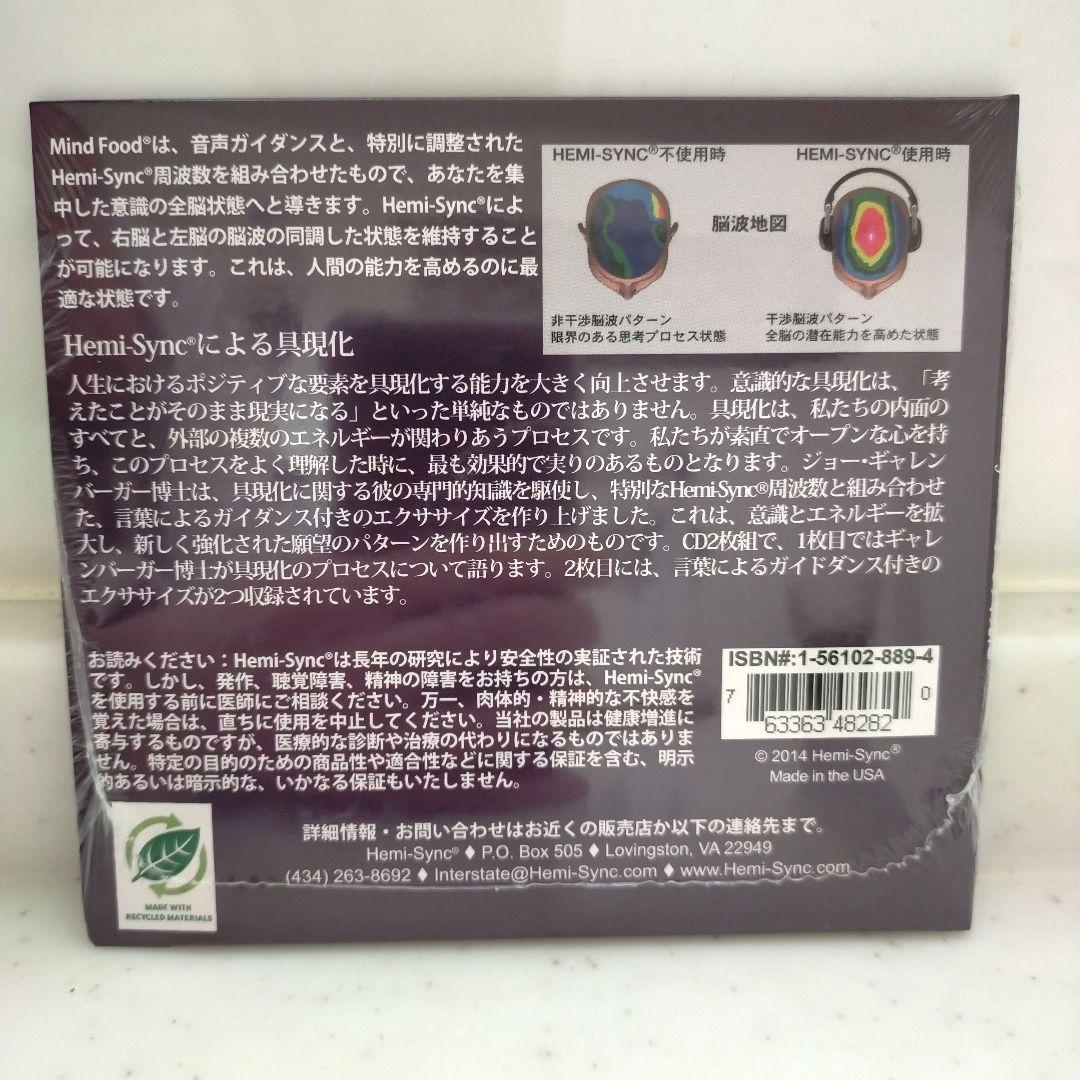 Mind Food®は、音声ガイダンスと、特別に調整された
Hemi-Sync®周波数を組み合わせたもので、あなたを集
中した意識の全脳状態へと導きます。Hemi-Sync®によ
って、右脳と左脳の脳波の同調した状態を維持すること
が可能になります。これは、人間の能力を高めるのに最
適な状態です。
HEMI-SYNC®不使用時
HEMI-SYNC®使用時
脳波地図
非干渉脳波パターン
限界のある思考プロセス状態
干渉脳波パターン
全脳の潜在能力を高めた状態
Hemi-Sync®による具現化
人生におけるポジティブな要素を具現化する能力を大きく向上させます。意識的な具現化は、「考
えたことがそのまま現実になる」といった単純なものではありません。具現化は、私たちの内面の
すべてと、外部の複数のエネルギーが関わりあうプロセスです。私たちが素直でオープンな心を持
ち、このプロセスをよく理解した時に、最も効果的で実りのあるものとなります。ジョー・ギャレン
バーガー博士は、具現化に関する彼の専門的知識を駆使し、特別なHemi-Sync®周波数と組み合わせ
た、言葉によるガイダンス付きのエクササイズを作り上げました。これは、意識とエネルギーを拡
大し、新しく強化された願望のパターンを作り出すためのものです。CD2枚組で、1枚目ではギャレ
ンバーガー博士が具現化のプロセスについて語ります。2枚目には、言葉によるガイドダンス付きの
エクササイズが2つ収録されています。
お読みください：Hemi-Sync®は長年の研究により安全性の実証された技術
です。しかし、発作、聴覚障害、精神の障害をお持ちの方は、Hemi-Sync®
を使用する前に医師にご相談ください。万一、肉体的・精神的な不快感を
覚えた場合は、直ちに使用を中止してください。当社の製品は健康増進に
寄与するものですが、医療的な診断や治療の代わりになるものではありま
せん。特定の目的のための商品性や適合性などに関する保証を含む、明示
的あるいは暗示的な、いかなる保証もいたしません。
ISBN#:1-56102-889-4
7 63363 48282 0
© 2014 Hemi-Sync®
Made in the USA
MADE WITH
RECYCLED MATERIALS
詳細情報・お問い合わせはお近くの販売店か以下の連絡先まで。
Hemi-Sync® ♦ P.O. Box 505 ♦ Lovingston, VA 22949
(434) 263-8692 ♦ Interstate@Hemi-Sync.com ♦ www.Hemi-Sync.com